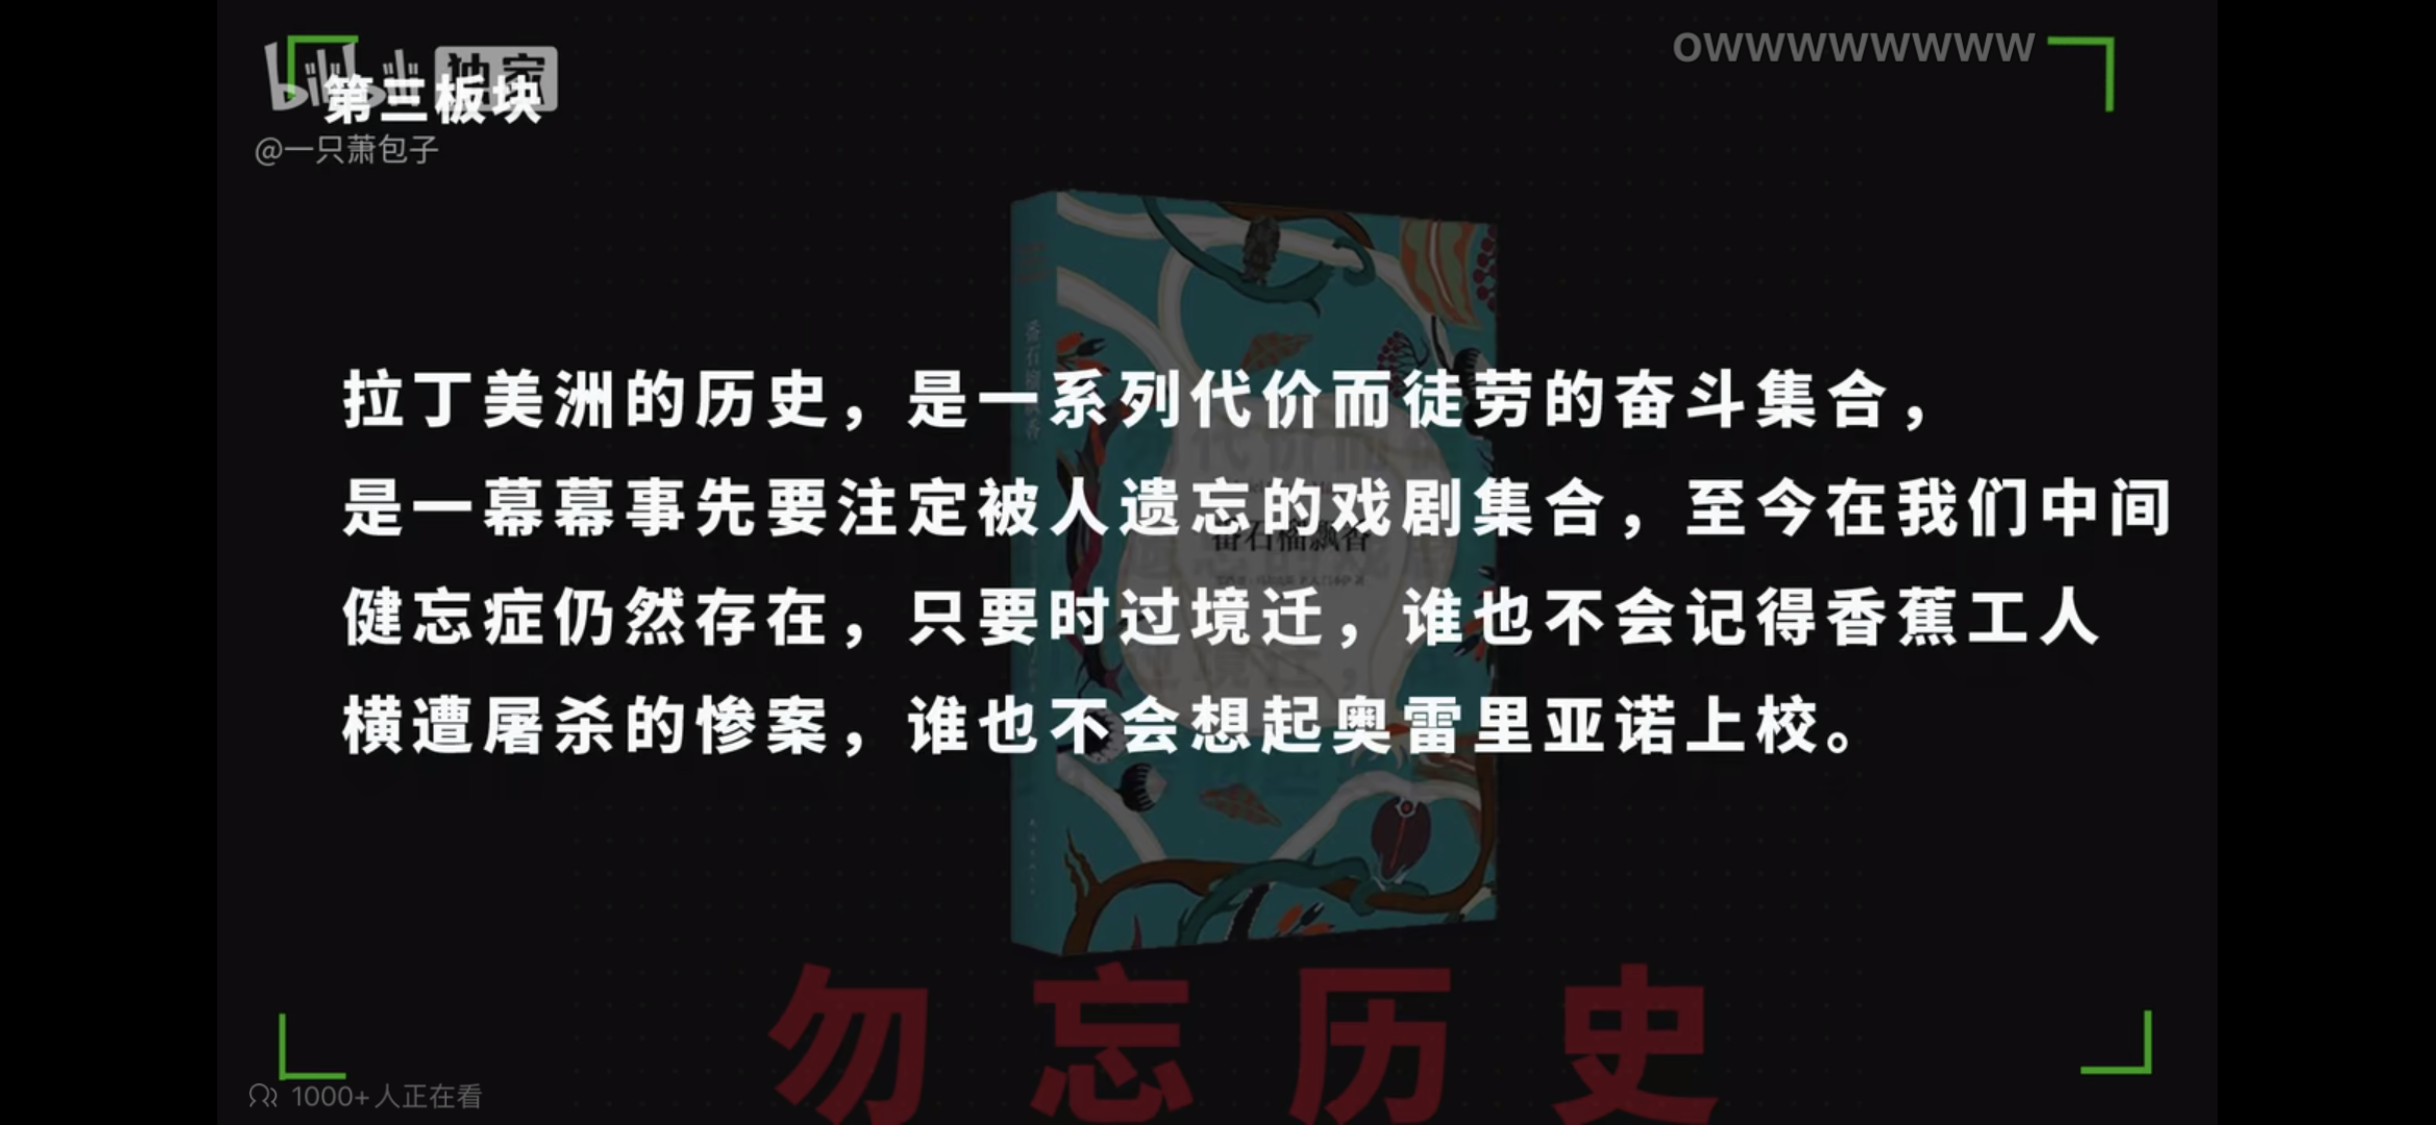 owwwwwwww
bilibili 独家
第三板块
@一只萧包子
拉丁美洲的历史，是一系列代价而徒劳的奋斗集合，
是一幕幕事先要注定被人遗忘的戏剧集合，至今在我们中间
健忘症仍然存在，只要时过境迁，谁也不会记得香蕉工人
横遭屠杀的惨案，谁也不会想起奥雷里亚诺上校。
番石榴飘香
番石榴飘香
勿忘历史
1000+人正在看